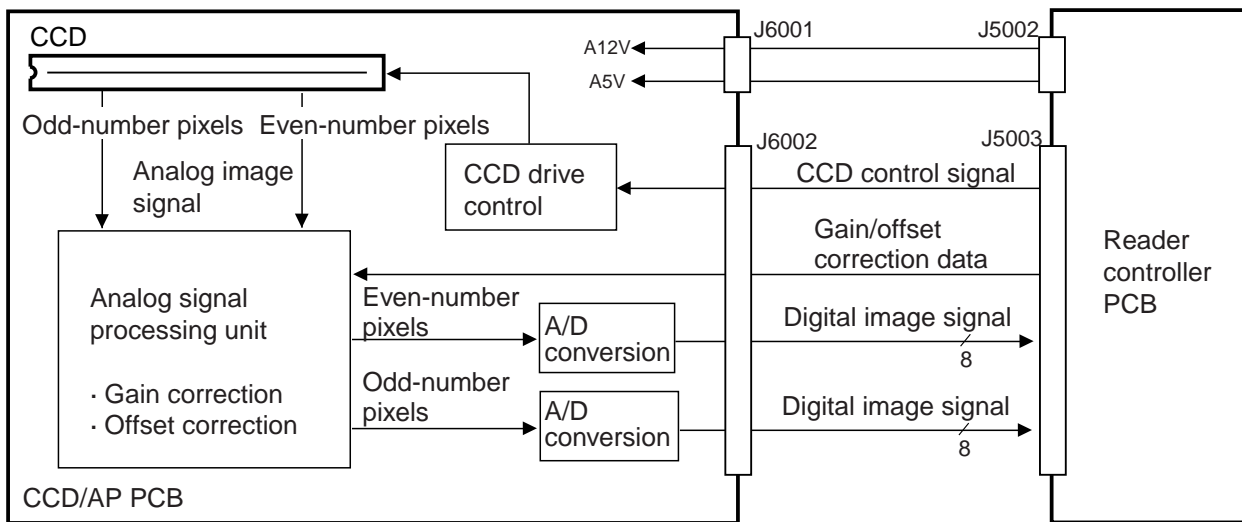 CCD
A12V
A5V
J6001
J5002
Odd-number pixels
Even-number pixels
Analog image
signal
CCD drive
control
J6002
J5003
CCD control signal
Gain/offset
correction data
Reader
controller
PCB
Analog signal
processing unit
· Gain correction
· Offset correction
Even-number
pixels
A/D
conversion
Digital image signal
8
Odd-number
pixels
A/D
conversion
Digital image signal
8
CCD/AP PCB